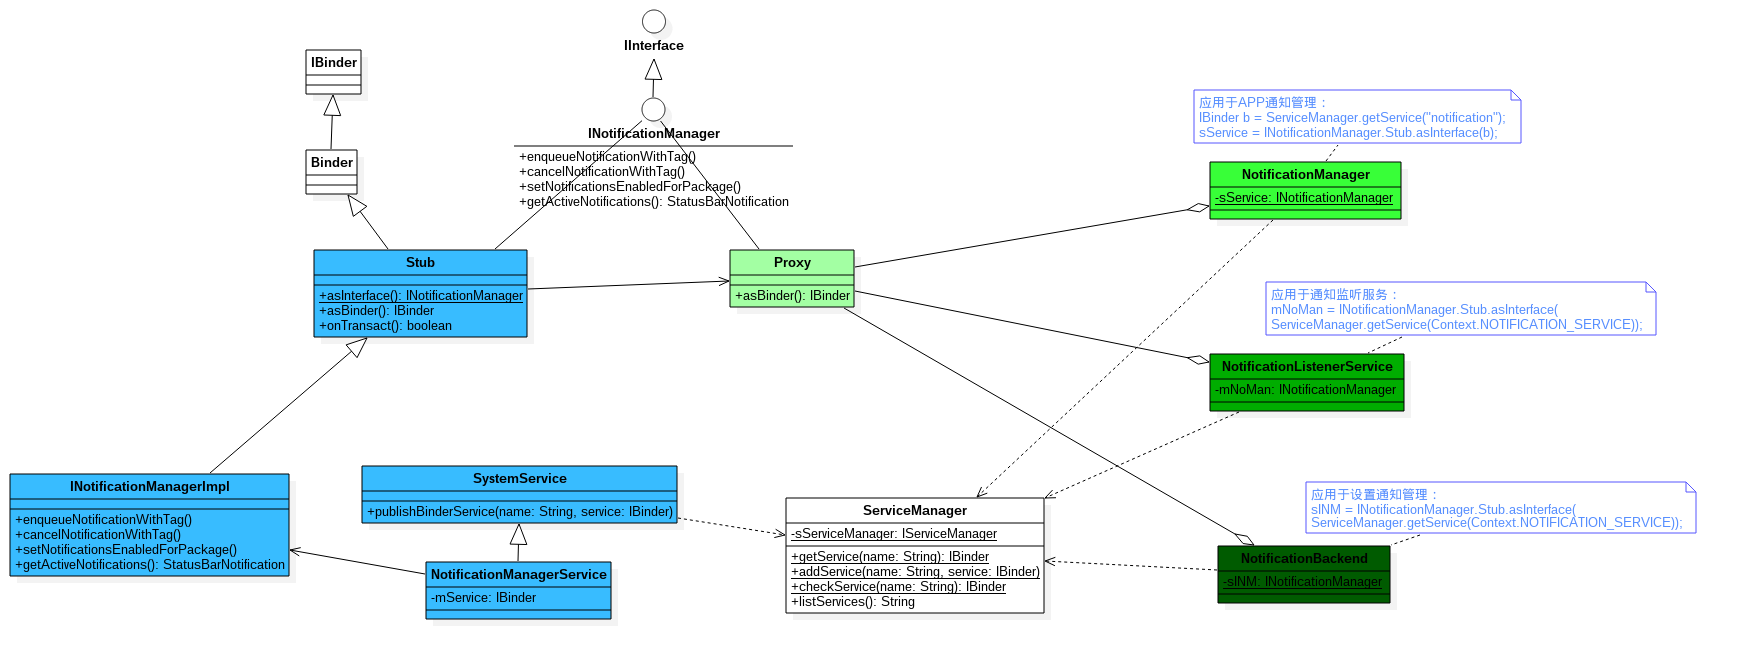 IInterface
IBinder
INotificationManager
+enqueueNotificationWithTag()
+cancelNotificationWithTag()
+setNotificationsEnabledForPackage()
+getActiveNotifications(): StatusBarNotification
Binder
应用于APP通知管理：
IBinder b = ServiceManager.getService("notification");
sService = INotificationManager.Stub.asInterface(b);
NotificationManager
-sService: INotificationManager
Stub
+asInterface(): INotificationManager
+asBinder(): IBinder
+onTransact(): boolean
Proxy
+asBinder(): IBinder
应用于通知监听服务：
mNoMan = INotificationManager.Stub.asInterface(
ServiceManager.getService(Context.NOTIFICATION_SERVICE));
NotificationListenerService
-mNoMan: INotificationManager
INotificationManagerImpl
+enqueueNotificationWithTag()
+cancelNotificationWithTag()
+setNotificationsEnabledForPackage()
+getActiveNotifications(): StatusBarNotification
SystemService
+publishBinderService(name: String, service: IBinder)
NotificationManagerService
-mService: IBinder
ServiceManager
-sServiceManager: IServiceManager
+getService(name: String): IBinder
+addService(name: String, service: IBinder)
+checkService(name: String): IBinder
+listServices(): String
应用于设置通知管理：
sINM = INotificationManager.Stub.asInterface(
ServiceManager.getService(Context.NOTIFICATION_SERVICE));
NotificationBackend
-sINM: INotificationManager